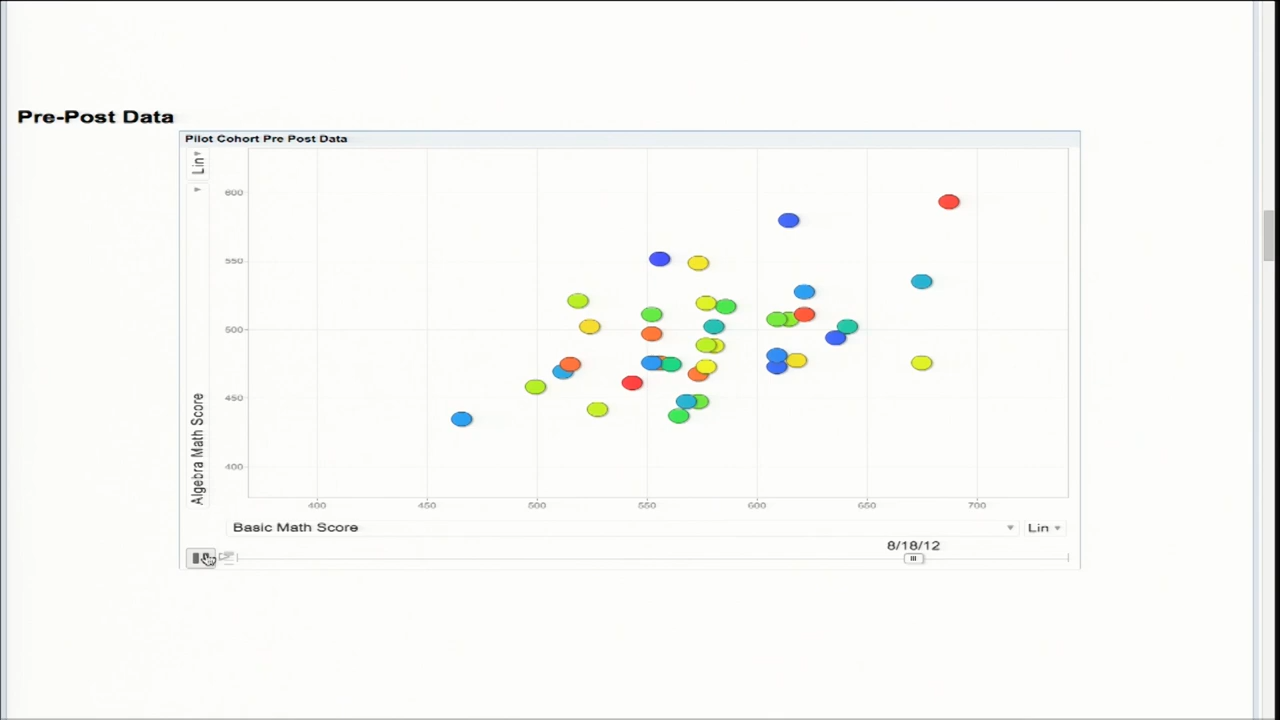 Pre-Post Data
Pilot Cohort Pre Post Data
Lin
Algebra Math Score
600
550
500
450
400
400
450
500
550
600
650
700
Basic Math Score
Lin
8/18/12